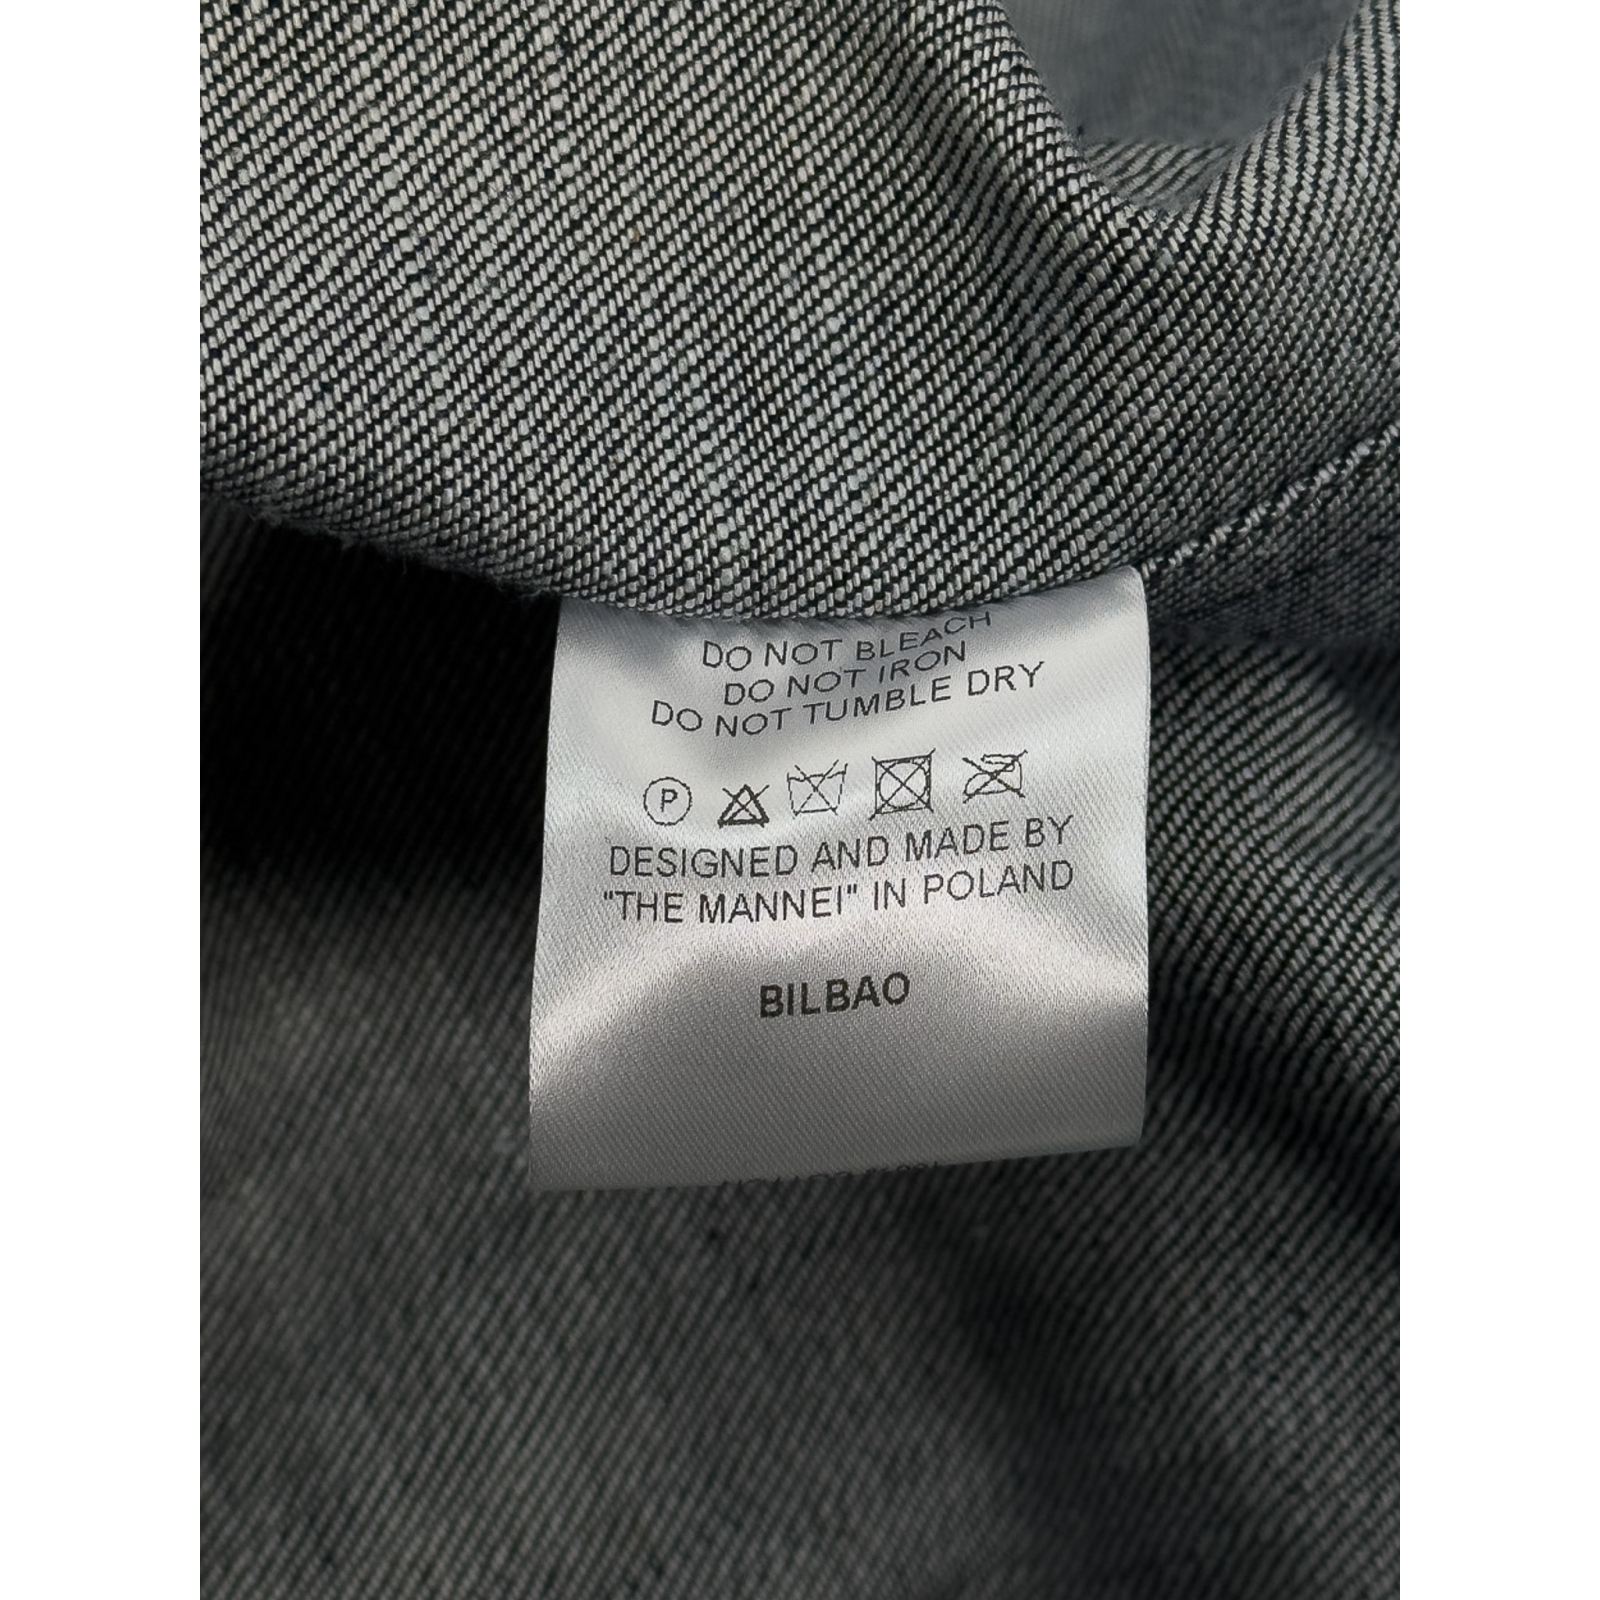 DO NOT BLEACH
DO NOT IRON
DO NOT TUMBLE DRY
P
DESIGNED AND MADE BY
"THE MANNEI" IN POLAND
BILBAO